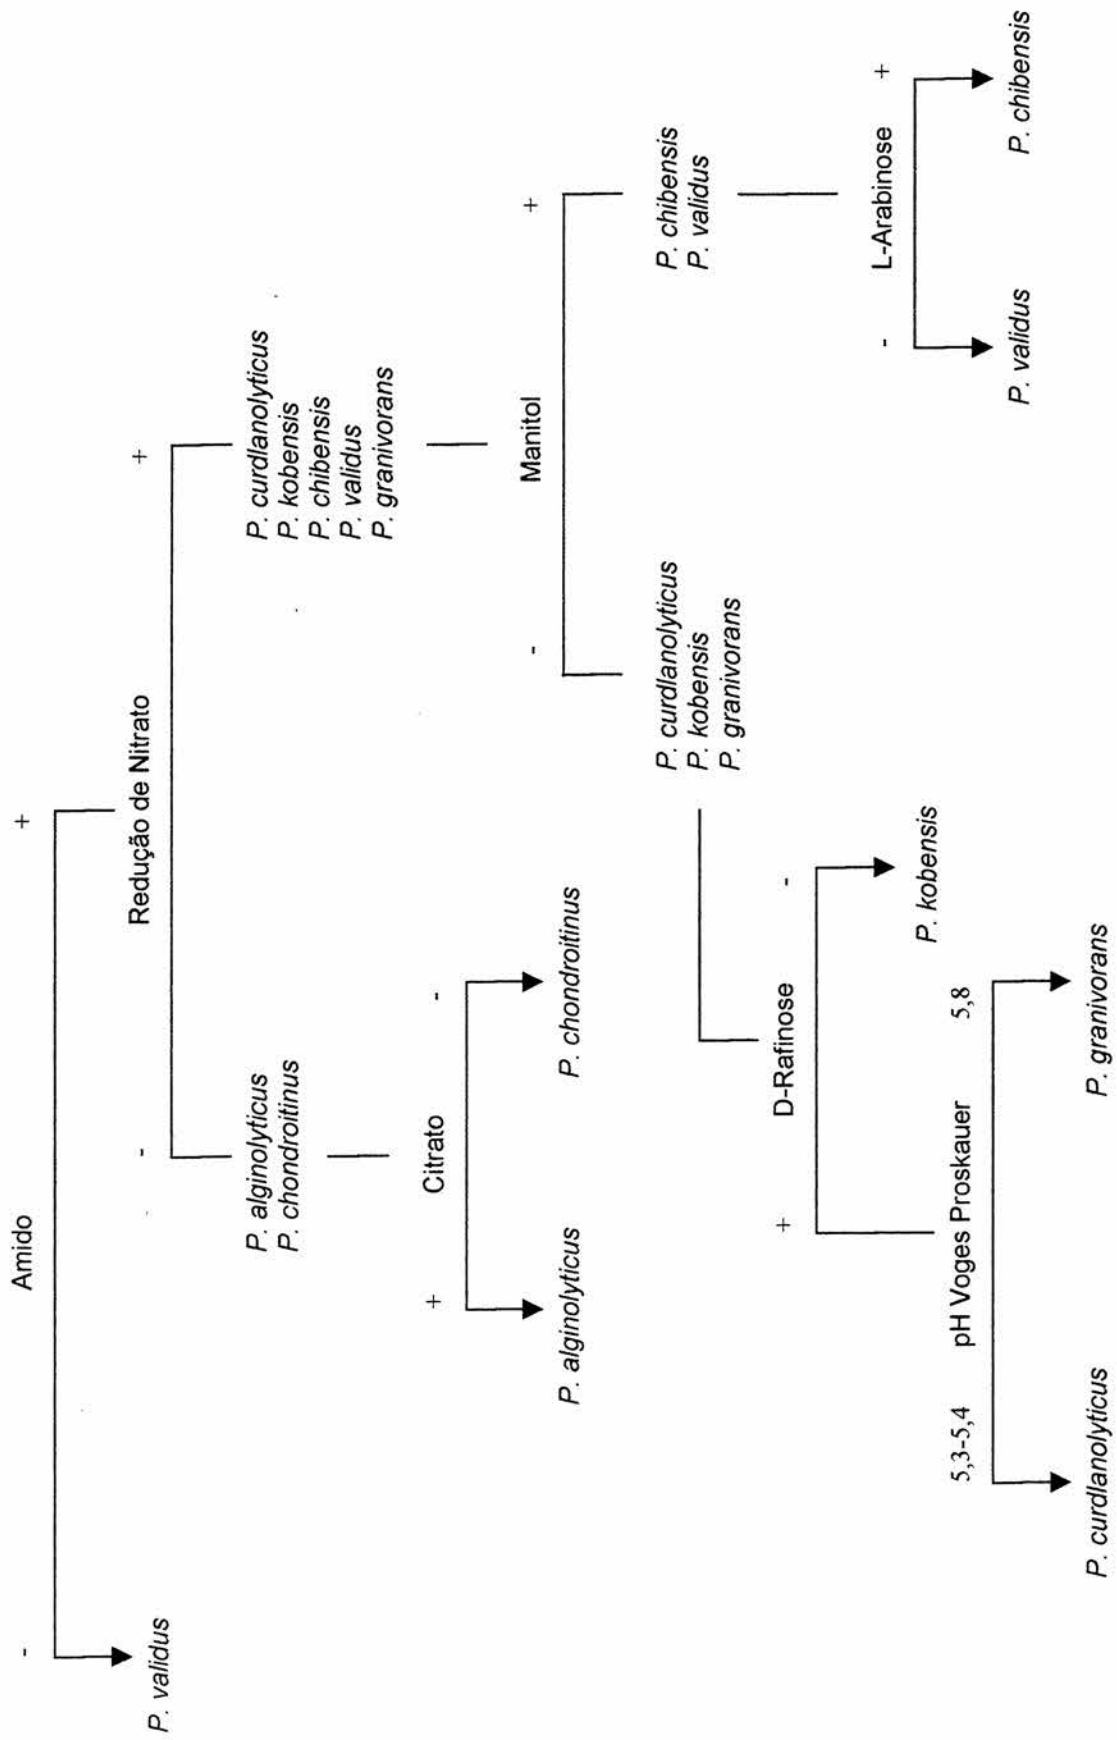 Amido
-
+
P. validus
Redução de Nitrato
-
+
P. alginolyticus
P. chondroitinus
P. curdlanolyticus
P. kobensis
P. chibensis
P. validus
P. granivorans
Citrato
+
-
P. alginolyticus
P. chondroitinus
Manitol
-
+
P. curdlanolyticus
P. kobensis
P. granivorans
P. chibensis
P. validus
D-Rafinose
+
-
P. kobensis
L-Arabinose
-
+
P. validus
P. chibensis
5,3-5,4 pH Voges Proskauer 5,8
P. curdlanolyticus
P. granivorans